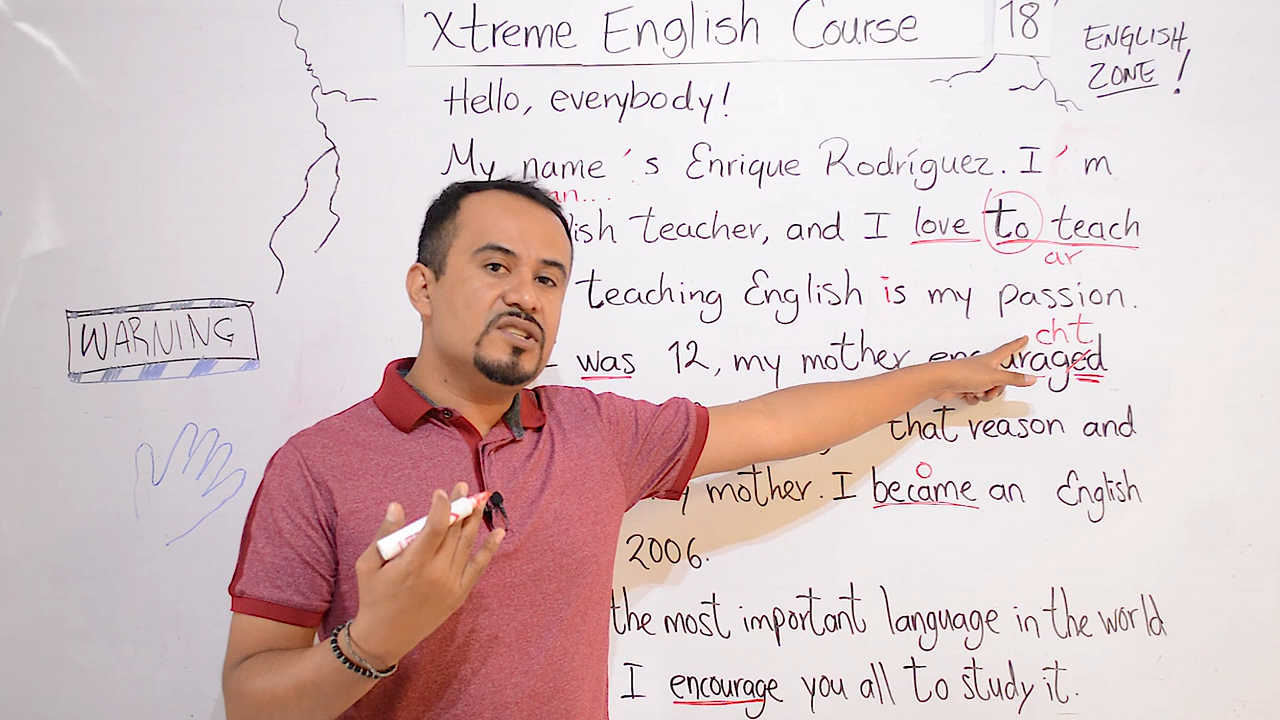 Xtreme English Course 18
ENGLISH
ZONE!
Hello, everybody!
My name's Enrique Rodríguez. I'm
an...
ish teacher, and I love to teach
ar
teaching English is my passion.
cht
was 12, my mother encouraged
that reason and
mother. I became an English
o
2006.
the most important language in the world
I encourage you all to study it.
WARNING